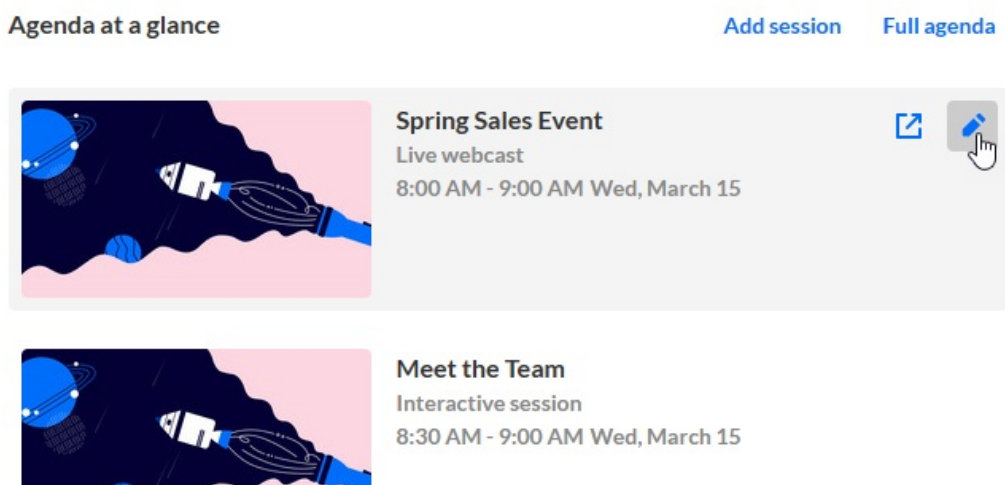 Agenda at a glance
Add session
Full agenda
Spring Sales Event
Live webcast
8:00 AM - 9:00 AM Wed, March 15
Meet the Team
Interactive session
8:30 AM - 9:00 AM Wed, March 15